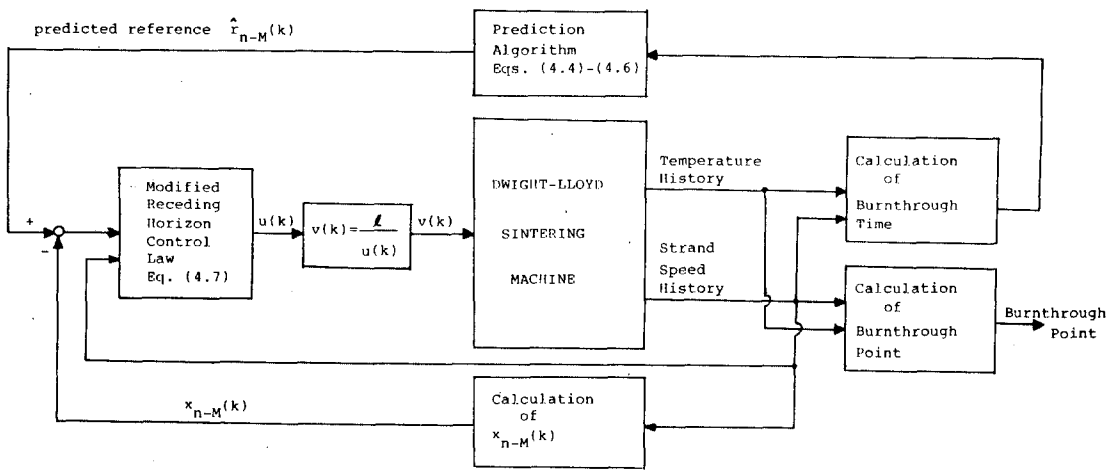 predicted reference r̂n-M(k)
Prediction
Algorithm
Eqs. (4.4)-(4.6)
+
-
Modified
Receding
Horizon
Control
Law
Eq. (4.7)
u(k)
v(k)=ℓ/u(k)
v(k)
DWIGHT-LLOYD
SINTERING
MACHINE
Temperature
History
Strand
Speed
History
Calculation
of
Burnthrough
Time
Calculation
of
Burnthrough
Point
Burnthrough
Point
xn-M(k)
Calculation
of
xn-M(k)